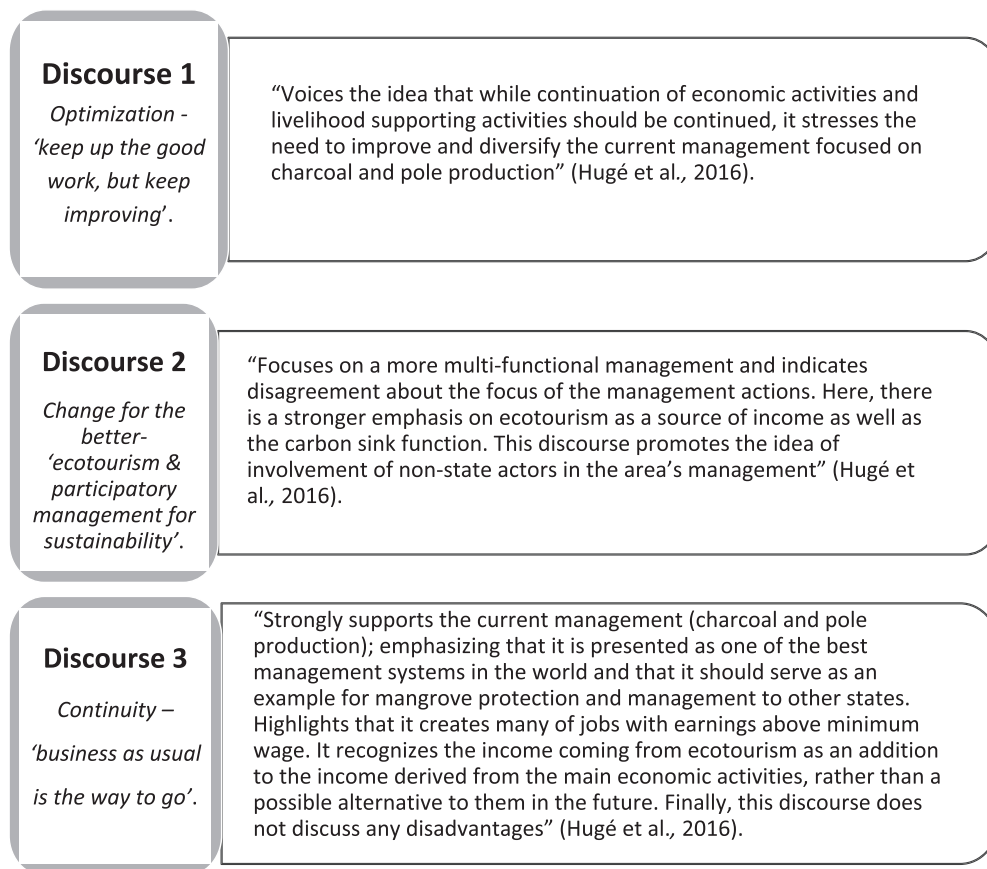 Discourse 1
Optimization -
‘keep up the good
work, but keep
improving’.
“Voices the idea that while continuation of economic activities and
livelihood supporting activities should be continued, it stresses the
need to improve and diversify the current management focused on
charcoal and pole production” (Hugé et al., 2016).
Discourse 2
Change for the
better-
‘ecotourism &
participatory
management for
sustainability’.
“Focuses on a more multi-functional management and indicates
disagreement about the focus of the management actions. Here, there
is a stronger emphasis on ecotourism as a source of income as well as
the carbon sink function. This discourse promotes the idea of
involvement of non-state actors in the area’s management” (Hugé et
al., 2016).
Discourse 3
Continuity –
‘business as usual
is the way to go’.
“Strongly supports the current management (charcoal and pole
production); emphasizing that it is presented as one of the best
management systems in the world and that it should serve as an
example for mangrove protection and management to other states.
Highlights that it creates many of jobs with earnings above minimum
wage. It recognizes the income coming from ecotourism as an addition
to the income derived from the main economic activities, rather than a
possible alternative to them in the future. Finally, this discourse does
not discuss any disadvantages” (Hugé et al., 2016).